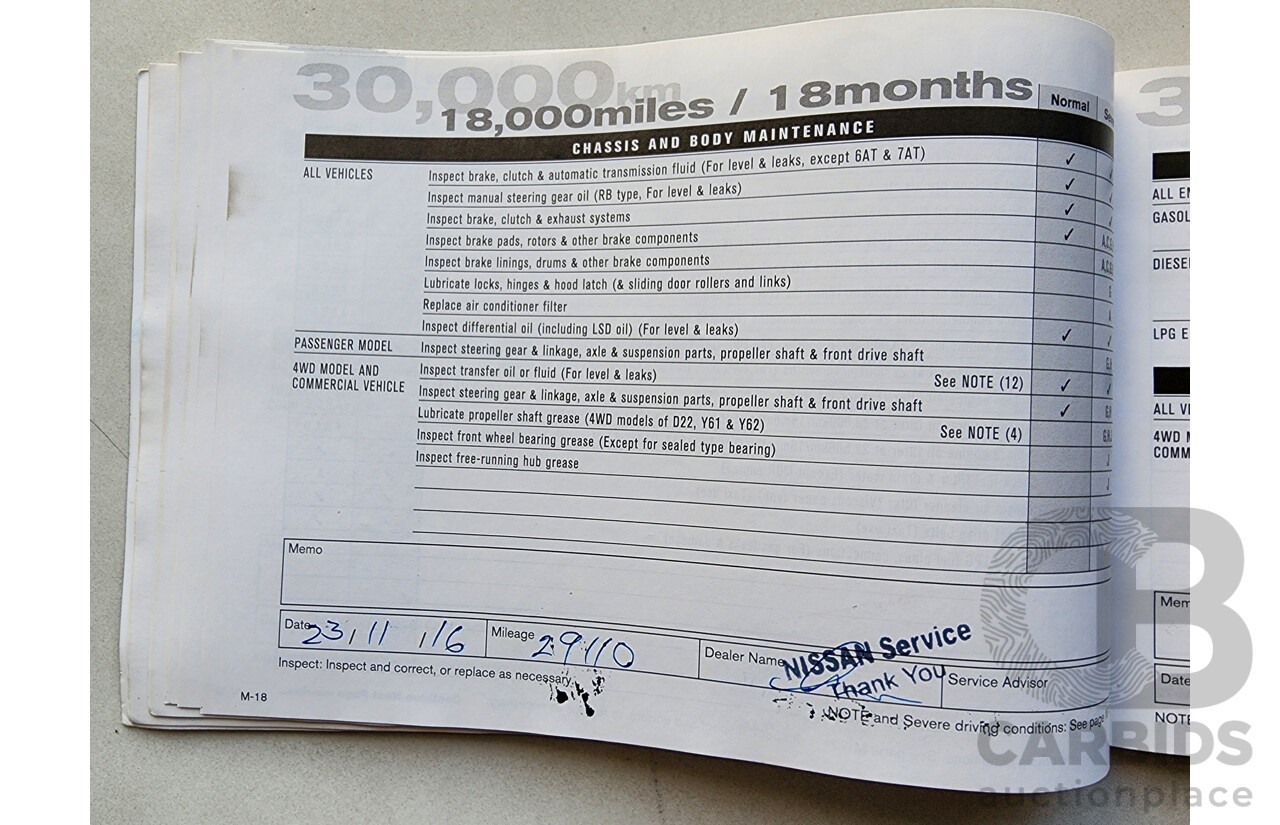 30,000km
18,000miles / 18months
Normal
CHASSIS AND BODY MAINTENANCE
ALL VEHICLES
Inspect brake, clutch & automatic transmission fluid (For level & leaks, except 6AT & 7AT) ✓
Inspect manual steering gear oil (RB type, For level & leaks) ✓
Inspect brake, clutch & exhaust systems ✓
Inspect brake pads, rotors & other brake components ✓
Inspect brake linings, drums & other brake components
Lubricate locks, hinges & hood latch (& sliding door rollers and links)
Replace air conditioner filter
Inspect differential oil (including LSD oil) (For level & leaks) ✓
PASSENGER MODEL
Inspect steering gear & linkage, axle & suspension parts, propeller shaft & front drive shaft
4WD MODEL AND
COMMERCIAL VEHICLE
Inspect transfer oil or fluid (For level & leaks) See NOTE (12) ✓
Inspect steering gear & linkage, axle & suspension parts, propeller shaft & front drive shaft ✓
Lubricate propeller shaft grease (4WD models of D22, Y61 & Y62) See NOTE (4)
Inspect front wheel bearing grease (Except for sealed type bearing)
Inspect free-running hub grease
Memo
Date 23/11/16
Mileage 29110
Dealer Name
NISSAN Service
Thank You
Service Advisor
Inspect: Inspect and correct, or replace as necessary.
NOTE and Severe driving conditions: See page
M-18
3
ALL EN
GASOL
DIESEL
LPG E
ALL VE
4WD M
COMM
Mem
Date
NOTE
CB
CARBIDS
auctionplace